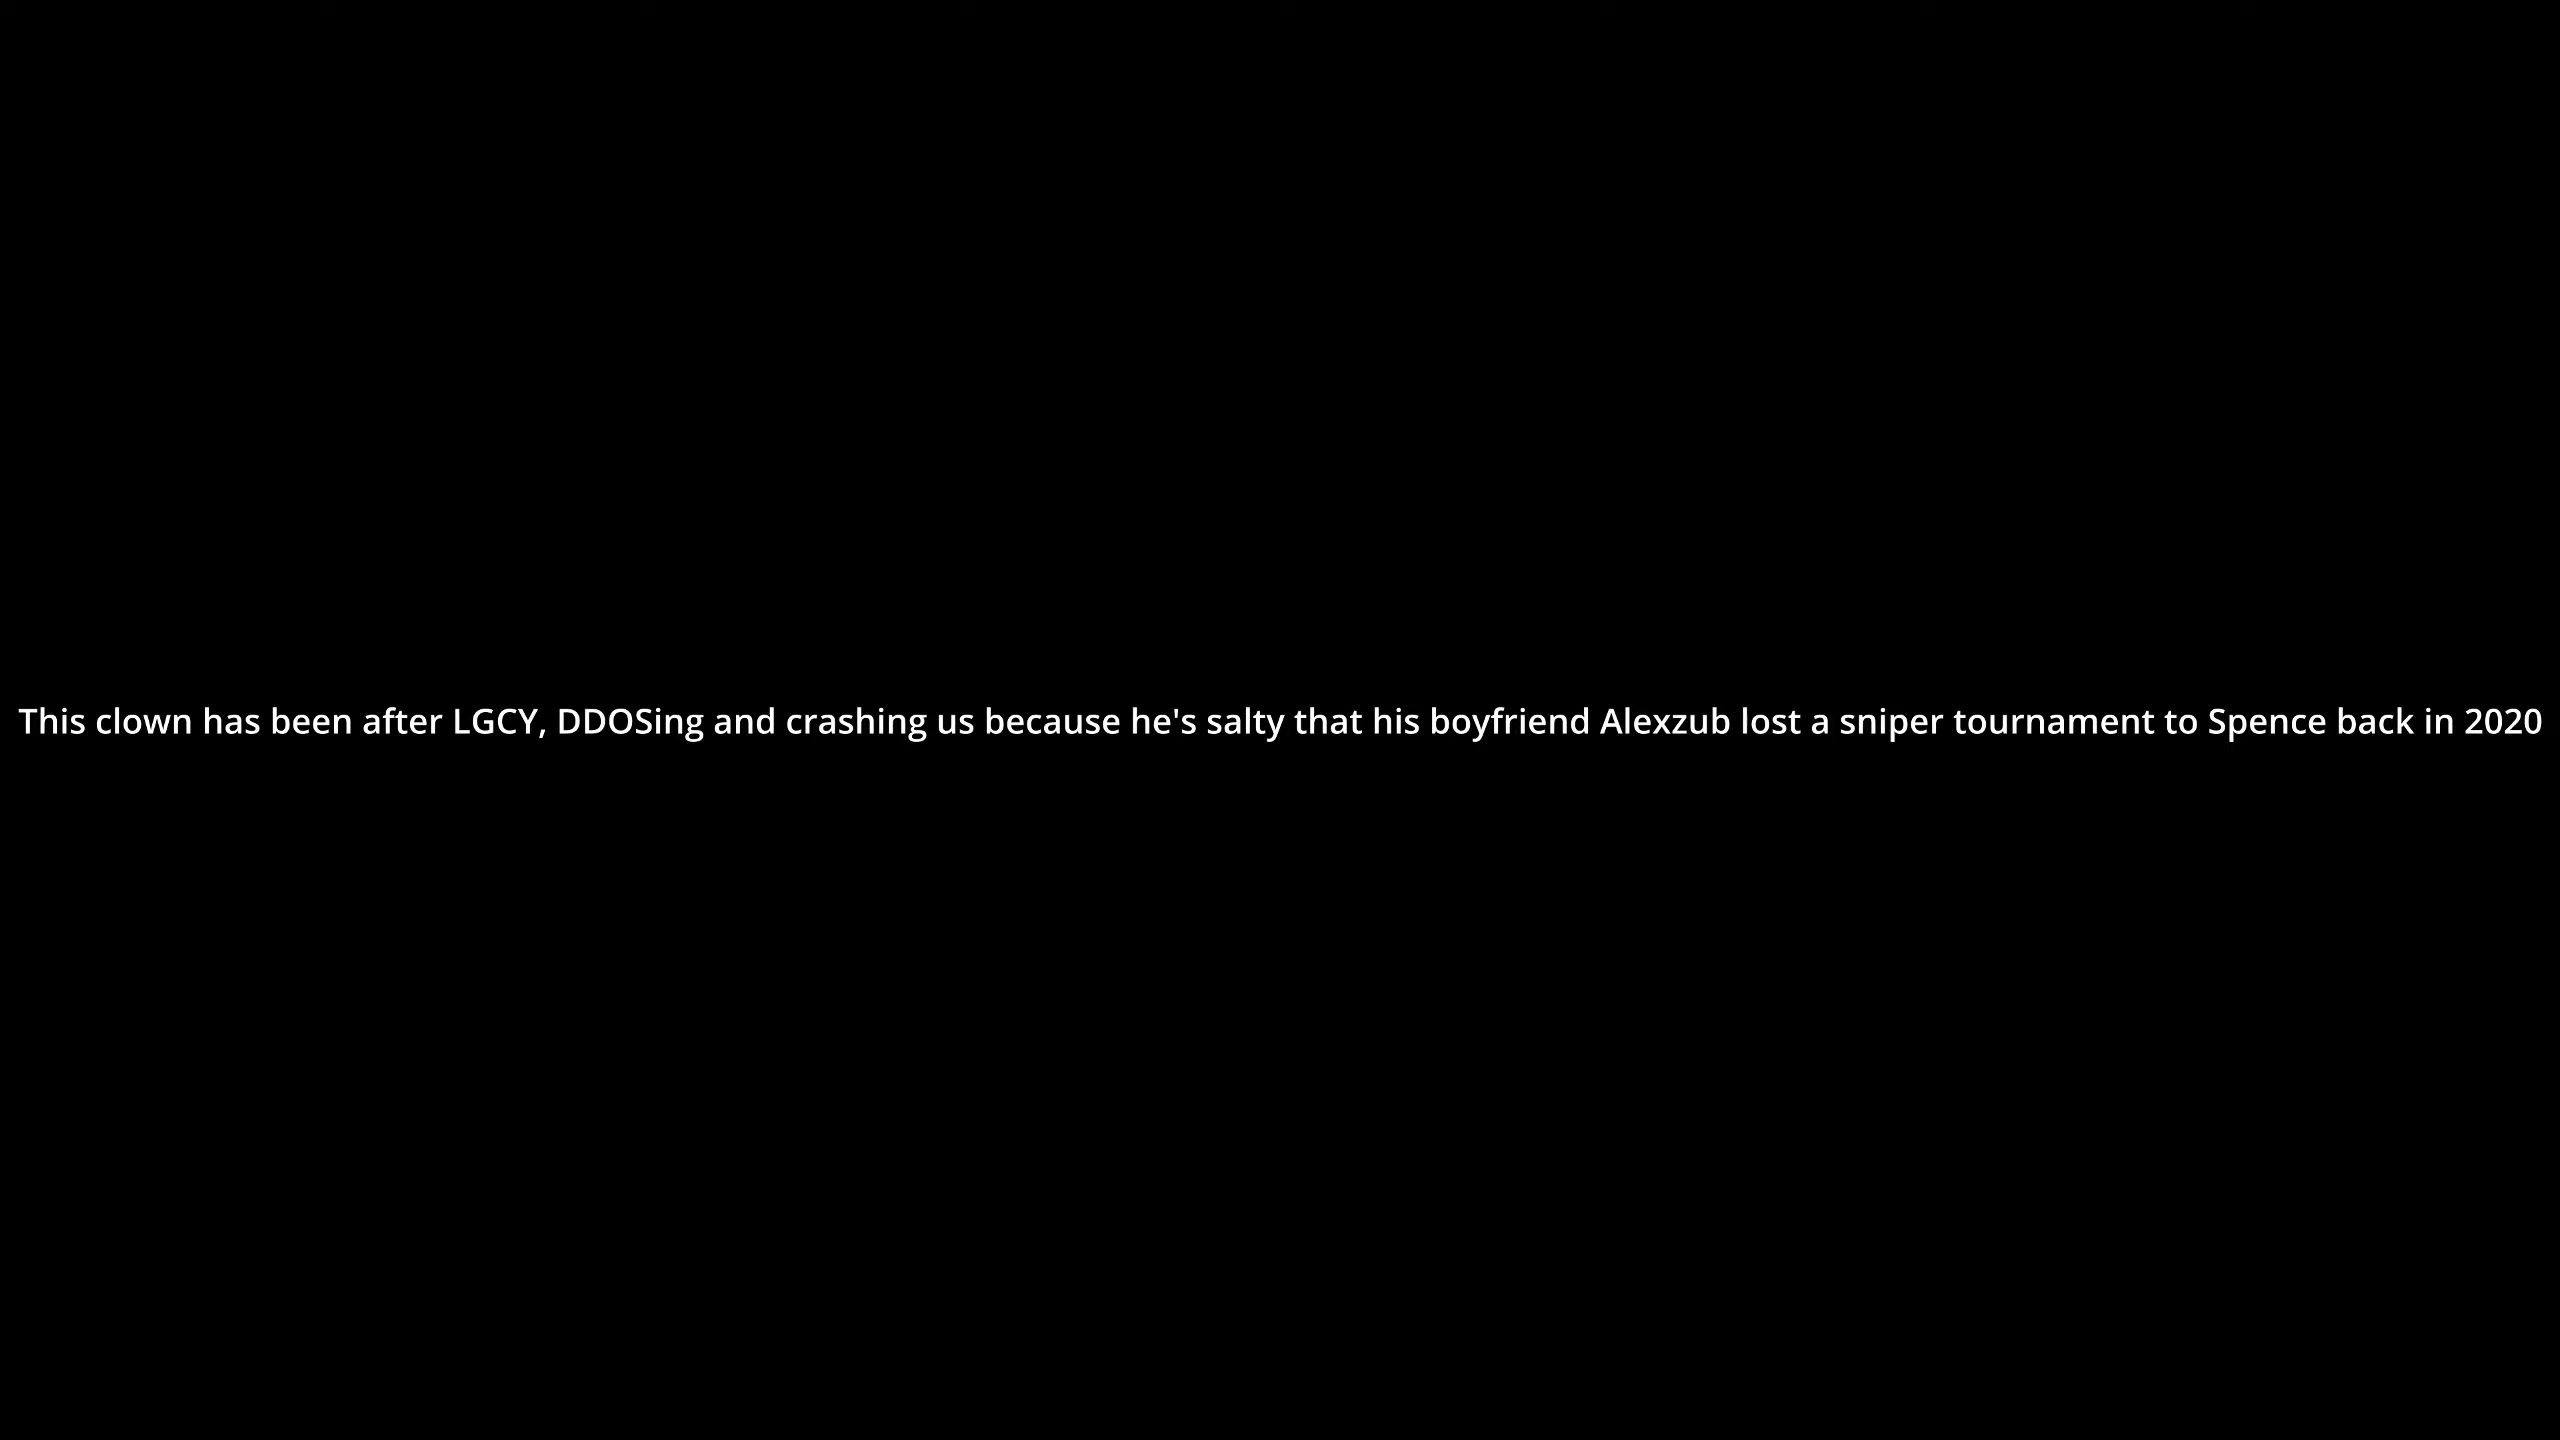 This clown has been after LGCY, DDOSing and crashing us because he's salty that his boyfriend Alexzub lost a sniper tournament to Spence back in 2020